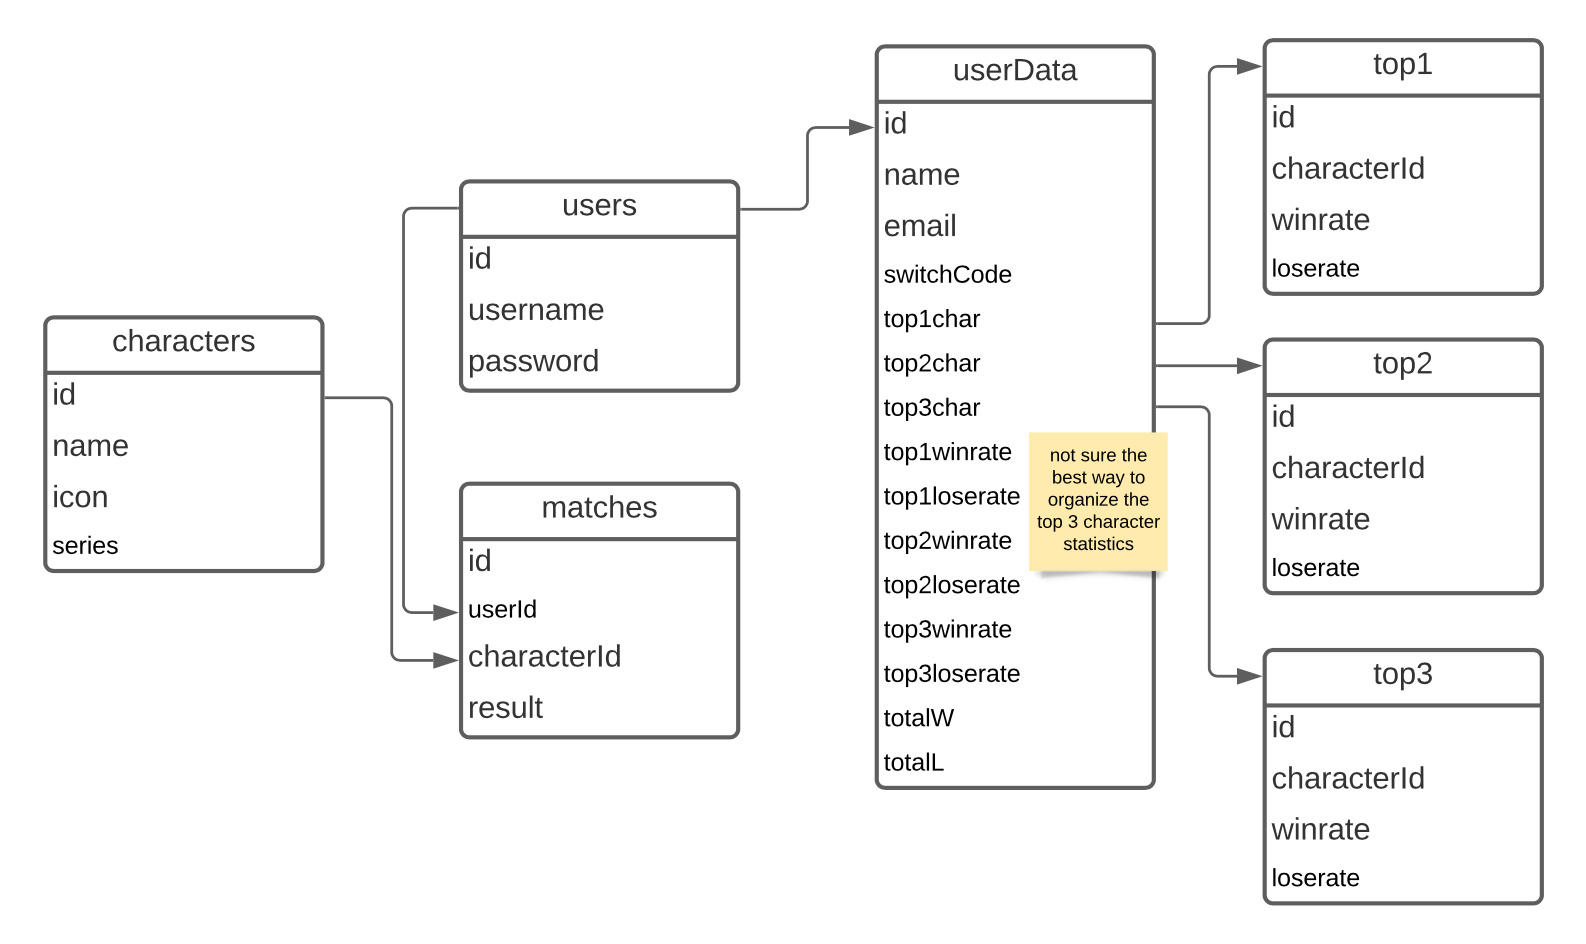 characters
id
name
icon
series
users
id
username
password
matches
id
userId
characterId
result
userData
id
name
email
switchCode
top1char
top2char
top3char
top1winrate
top1loserate
top2winrate
top2loserate
top3winrate
top3loserate
totalW
totalL
not sure the
best way to
organize the
top 3 character
statistics
top1
id
characterId
winrate
loserate
top2
id
characterId
winrate
loserate
top3
id
characterId
winrate
loserate